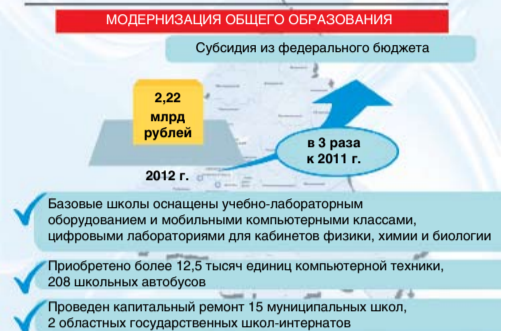 МОДЕРНИЗАЦИЯ ОБЩЕГО ОБРАЗОВАНИЯ
Субсидия из федерального бюджета
2,22
млрд
рублей
в 3 раза
к 2011 г.
2012 г.
Базовые школы оснащены учебно-лабораторным
оборудованием и мобильными компьютерными классами,
цифровыми лабораториями для кабинетов физики, химии и биологии
Приобретено более 12,5 тысяч единиц компьютерной техники,
208 школьных автобусов
Проведен капитальный ремонт 15 муниципальных школ,
2 областных государственных школ-интернатов